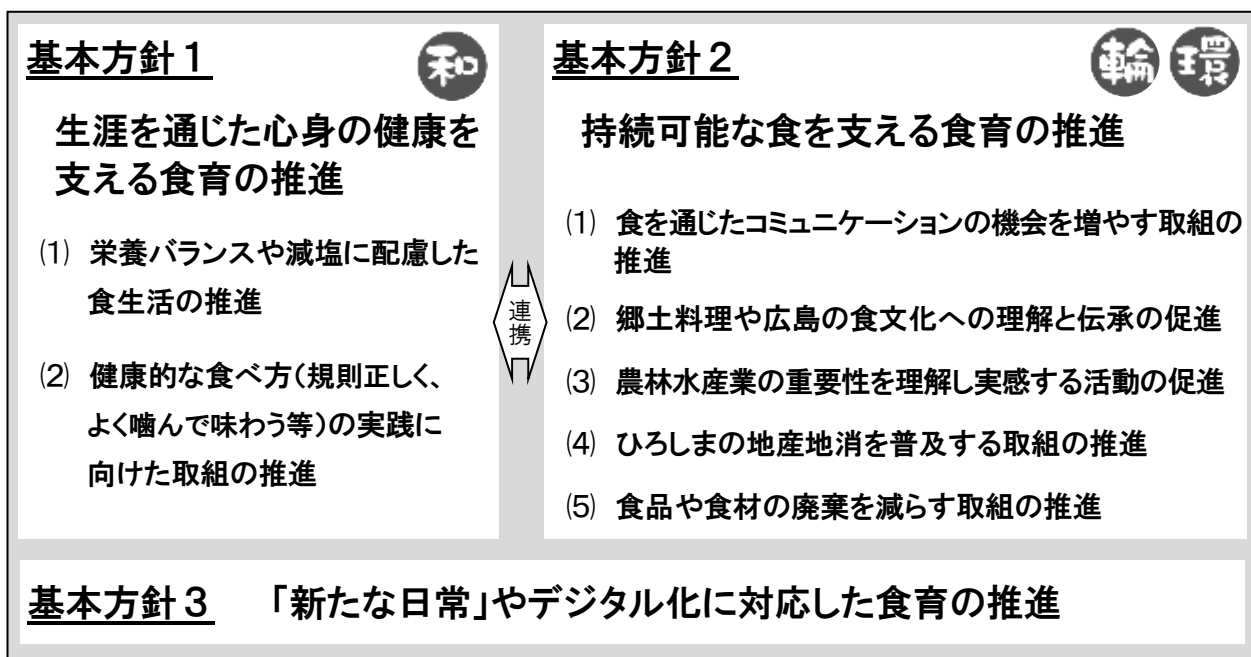 基本方針１
和
生涯を通じた心身の健康を
支える食育の推進
⑴ 栄養バランスや減塩に配慮した
食生活の推進
⑵ 健康的な食べ方（規則正しく、
よく噛んで味わう等）の実践に
向けた取組の推進
連携
基本方針２
輪 環
持続可能な食を支える食育の推進
⑴ 食を通じたコミュニケーションの機会を増やす取組の
推進
⑵ 郷土料理や広島の食文化への理解と伝承の促進
⑶ 農林水産業の重要性を理解し実感する活動の促進
⑷ ひろしまの地産地消を普及する取組の推進
⑸ 食品や食材の廃棄を減らす取組の推進
基本方針３ 「新たな日常」やデジタル化に対応した食育の推進